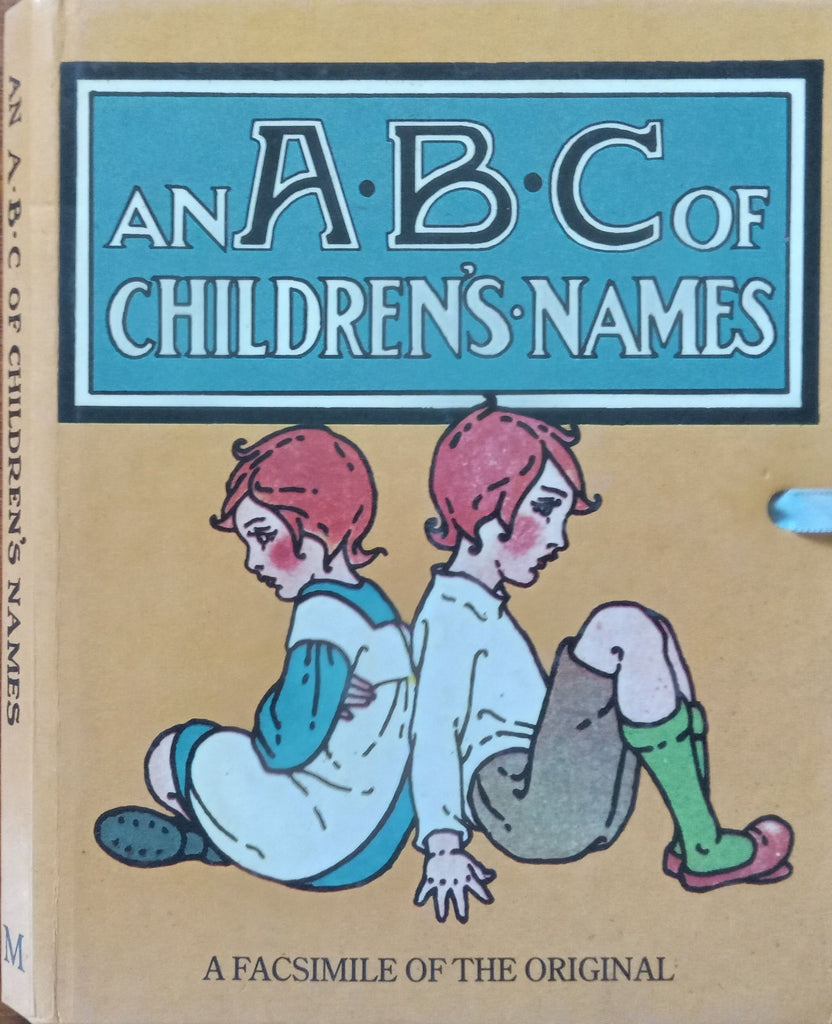 AN A·B·C OF
CHILDREN'S·NAMES
A FACSIMILE OF THE ORIGINAL
AN A·B·C OF CHILDREN'S NAMES
M